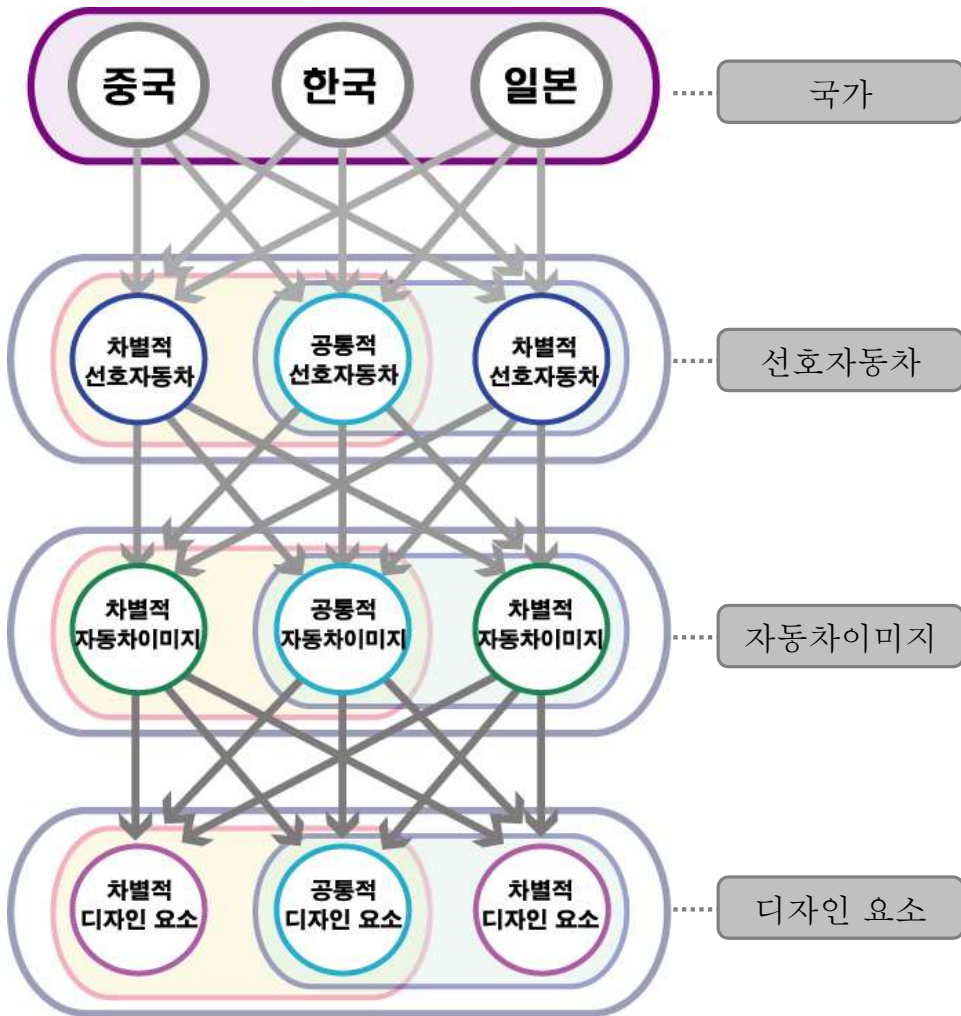 중국
한국
일본
국가
차별적
선호자동차
공통적
선호자동차
차별적
선호자동차
선호자동차
차별적
자동차이미지
공통적
자동차이미지
차별적
자동차이미지
자동차이미지
차별적
디자인 요소
공통적
디자인 요소
차별적
디자인 요소
디자인 요소